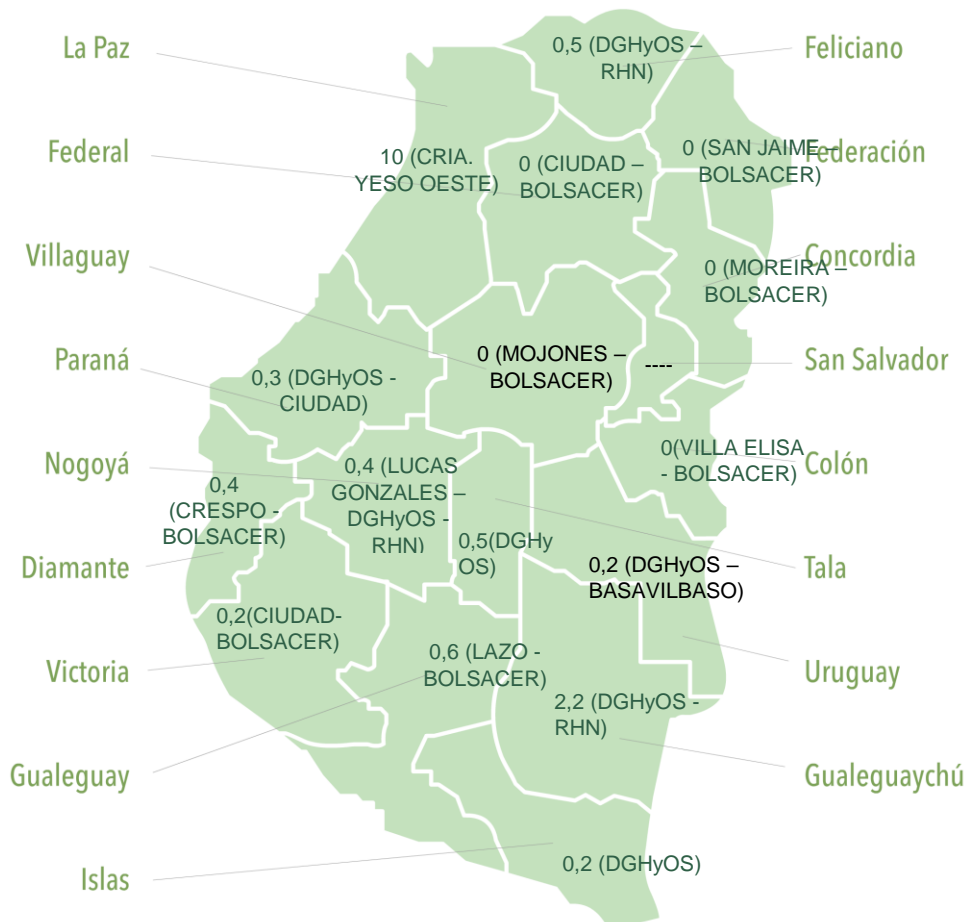 La Paz
0,5 (DGHyOS –
RHN)
Feliciano
Federal
10 (CRIA.
YESO OESTE)
0 (CIUDAD –
BOLSACER)
0 (SAN JAIME –
BOLSACER)
Federación
Villaguay
0 (MOREIRA –
BOLSACER)
Concordia
Paraná
0,3 (DGHyOS -
CIUDAD)
0 (MOJONES –
BOLSACER)
----
San Salvador
Nogoyá
0,4 (LUCAS
GONZALES –
DGHyOS -
RHN)
0(VILLA ELISA
- BOLSACER)
Colón
0,4
(CRESPO -
BOLSACER)
Diamante
0,5(DGHy
OS)
0,2 (DGHyOS –
BASAVILBASO)
Tala
0,2(CIUDAD-
BOLSACER)
Victoria
0,6 (LAZO -
BOLSACER)
Uruguay
2,2 (DGHyOS -
RHN)
Gualeguay
Gualeguaychú
0,2 (DGHyOS)
Islas